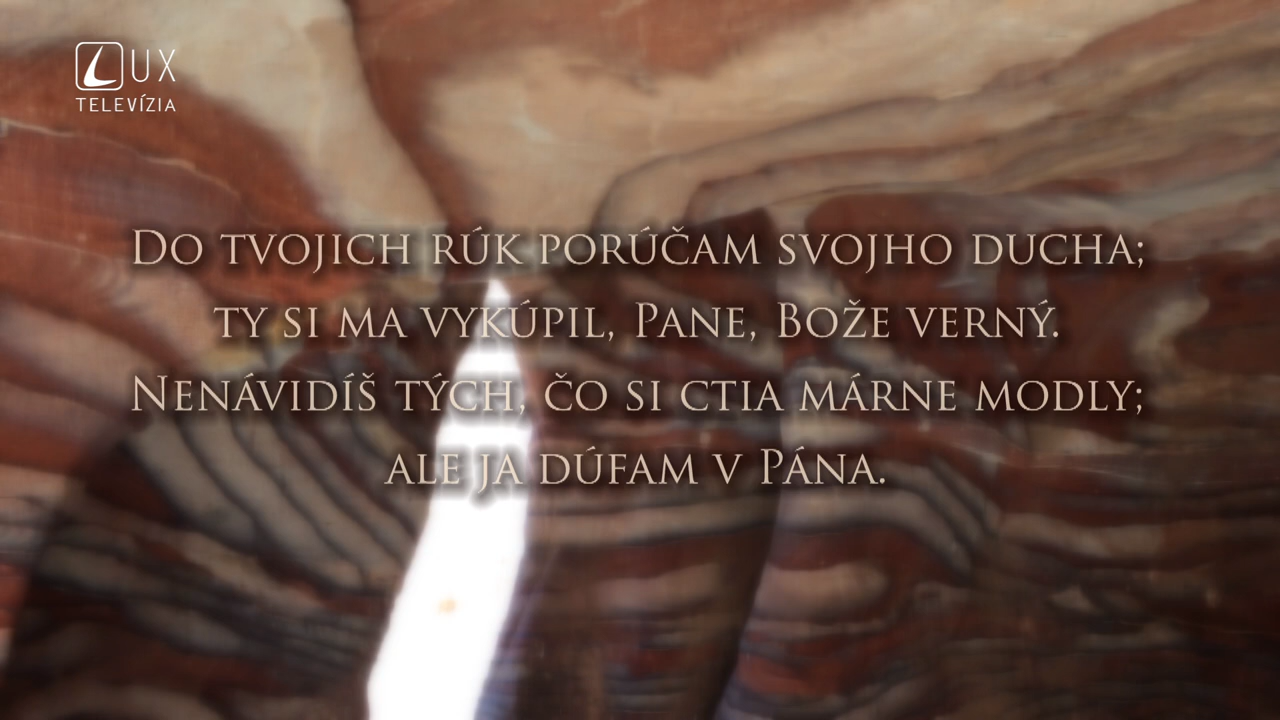 LUX
TELEVÍZIA
Do tvojich rúk porúčam svojho ducha;
ty si ma vykúpil, Pane, Bože verný.
Nenávidíš tých, čo si ctia márne modly;
ale ja dúfam v Pána.